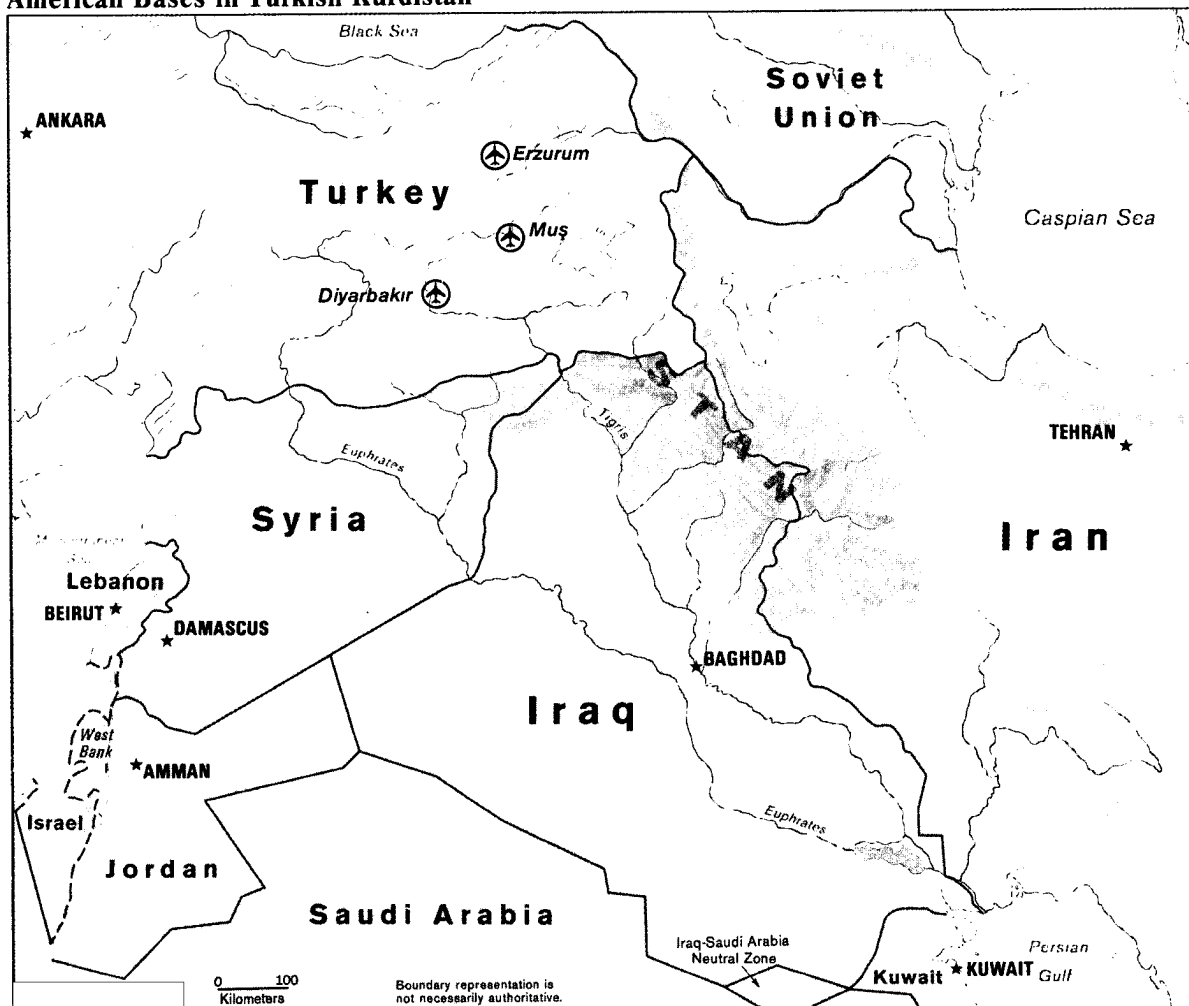 American Bases in Turkish Kurdistan
Black Sea
Soviet
Union
ANKARA
Erzurum
Turkey
Caspian Sea
Muş
Diyarbakır
Tigris
S T A N
TEHRAN
Euphrates
Syria
Iran
Lebanon
BEIRUT
DAMASCUS
BAGHDAD
Iraq
West
Bank
AMMAN
Israel
Euphrates
Jordan
Saudi Arabia
Iraq-Saudi Arabia
Neutral Zone
Persian
Gulf
Kuwait
KUWAIT
0 100
Kilometers
Boundary representation is
not necessarily authoritative.